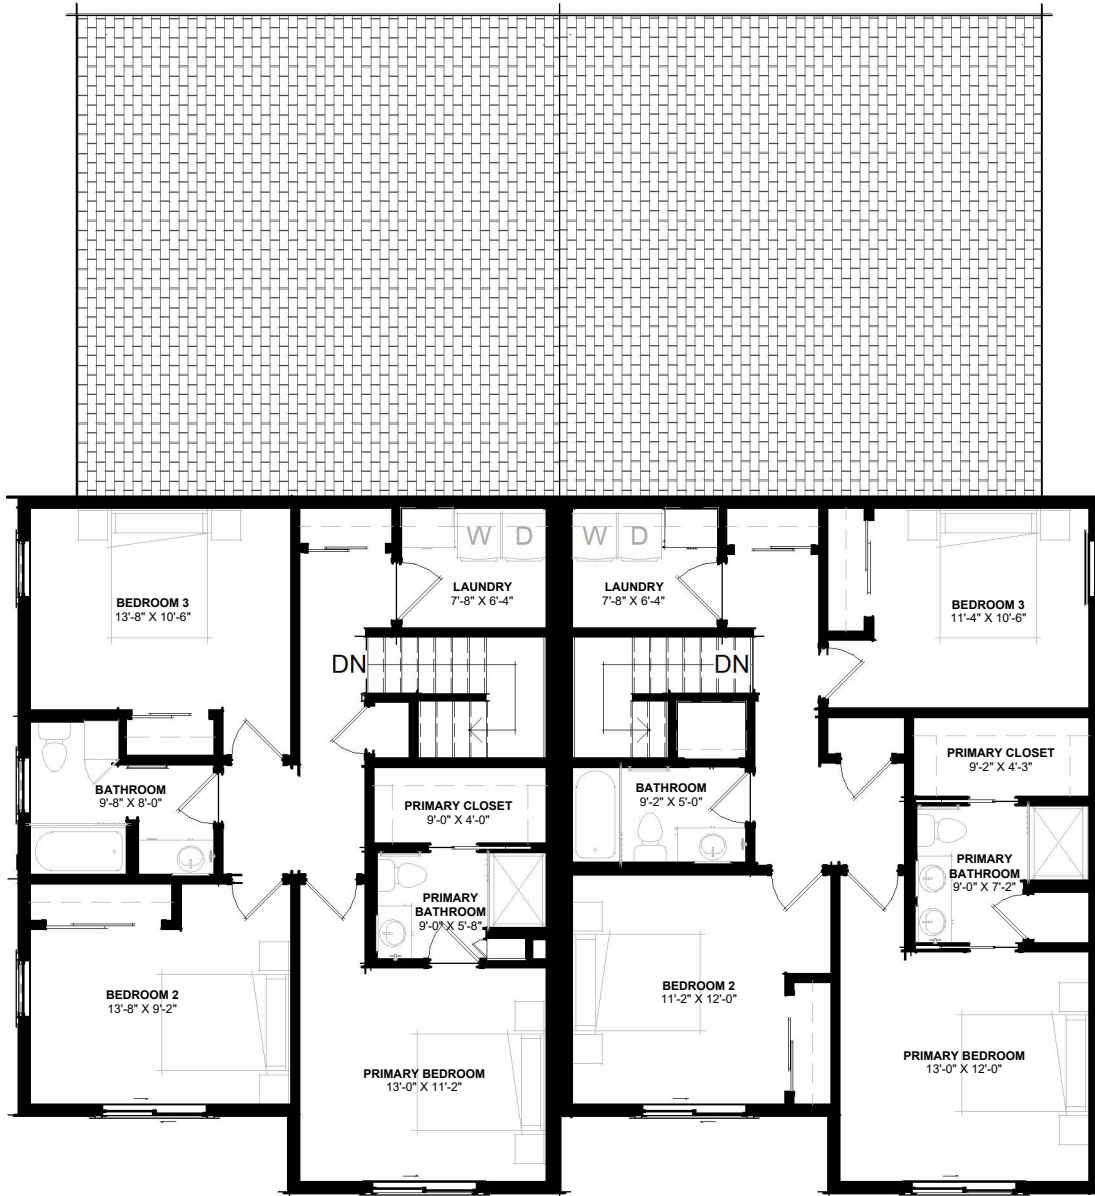 W D
LAUNDRY
7'-8" X 6'-4"
W D
LAUNDRY
7'-8" X 6'-4"
BEDROOM 3
13'-8" X 10'-6"
BEDROOM 3
11'-4" X 10'-6"
DN
DN
PRIMARY CLOSET
9'-2" X 4'-3"
BATHROOM
9'-8" X 8'-0"
PRIMARY CLOSET
9'-0" X 4'-0"
BATHROOM
9'-2" X 5'-0"
PRIMARY
BATHROOM
9'-0" X 7'-2"
PRIMARY
BATHROOM
9'-0" X 5'-8"
BEDROOM 2
13'-8" X 9'-2"
BEDROOM 2
11'-2" X 12'-0"
PRIMARY BEDROOM
13'-0" X 11'-2"
PRIMARY BEDROOM
13'-0" X 12'-0"